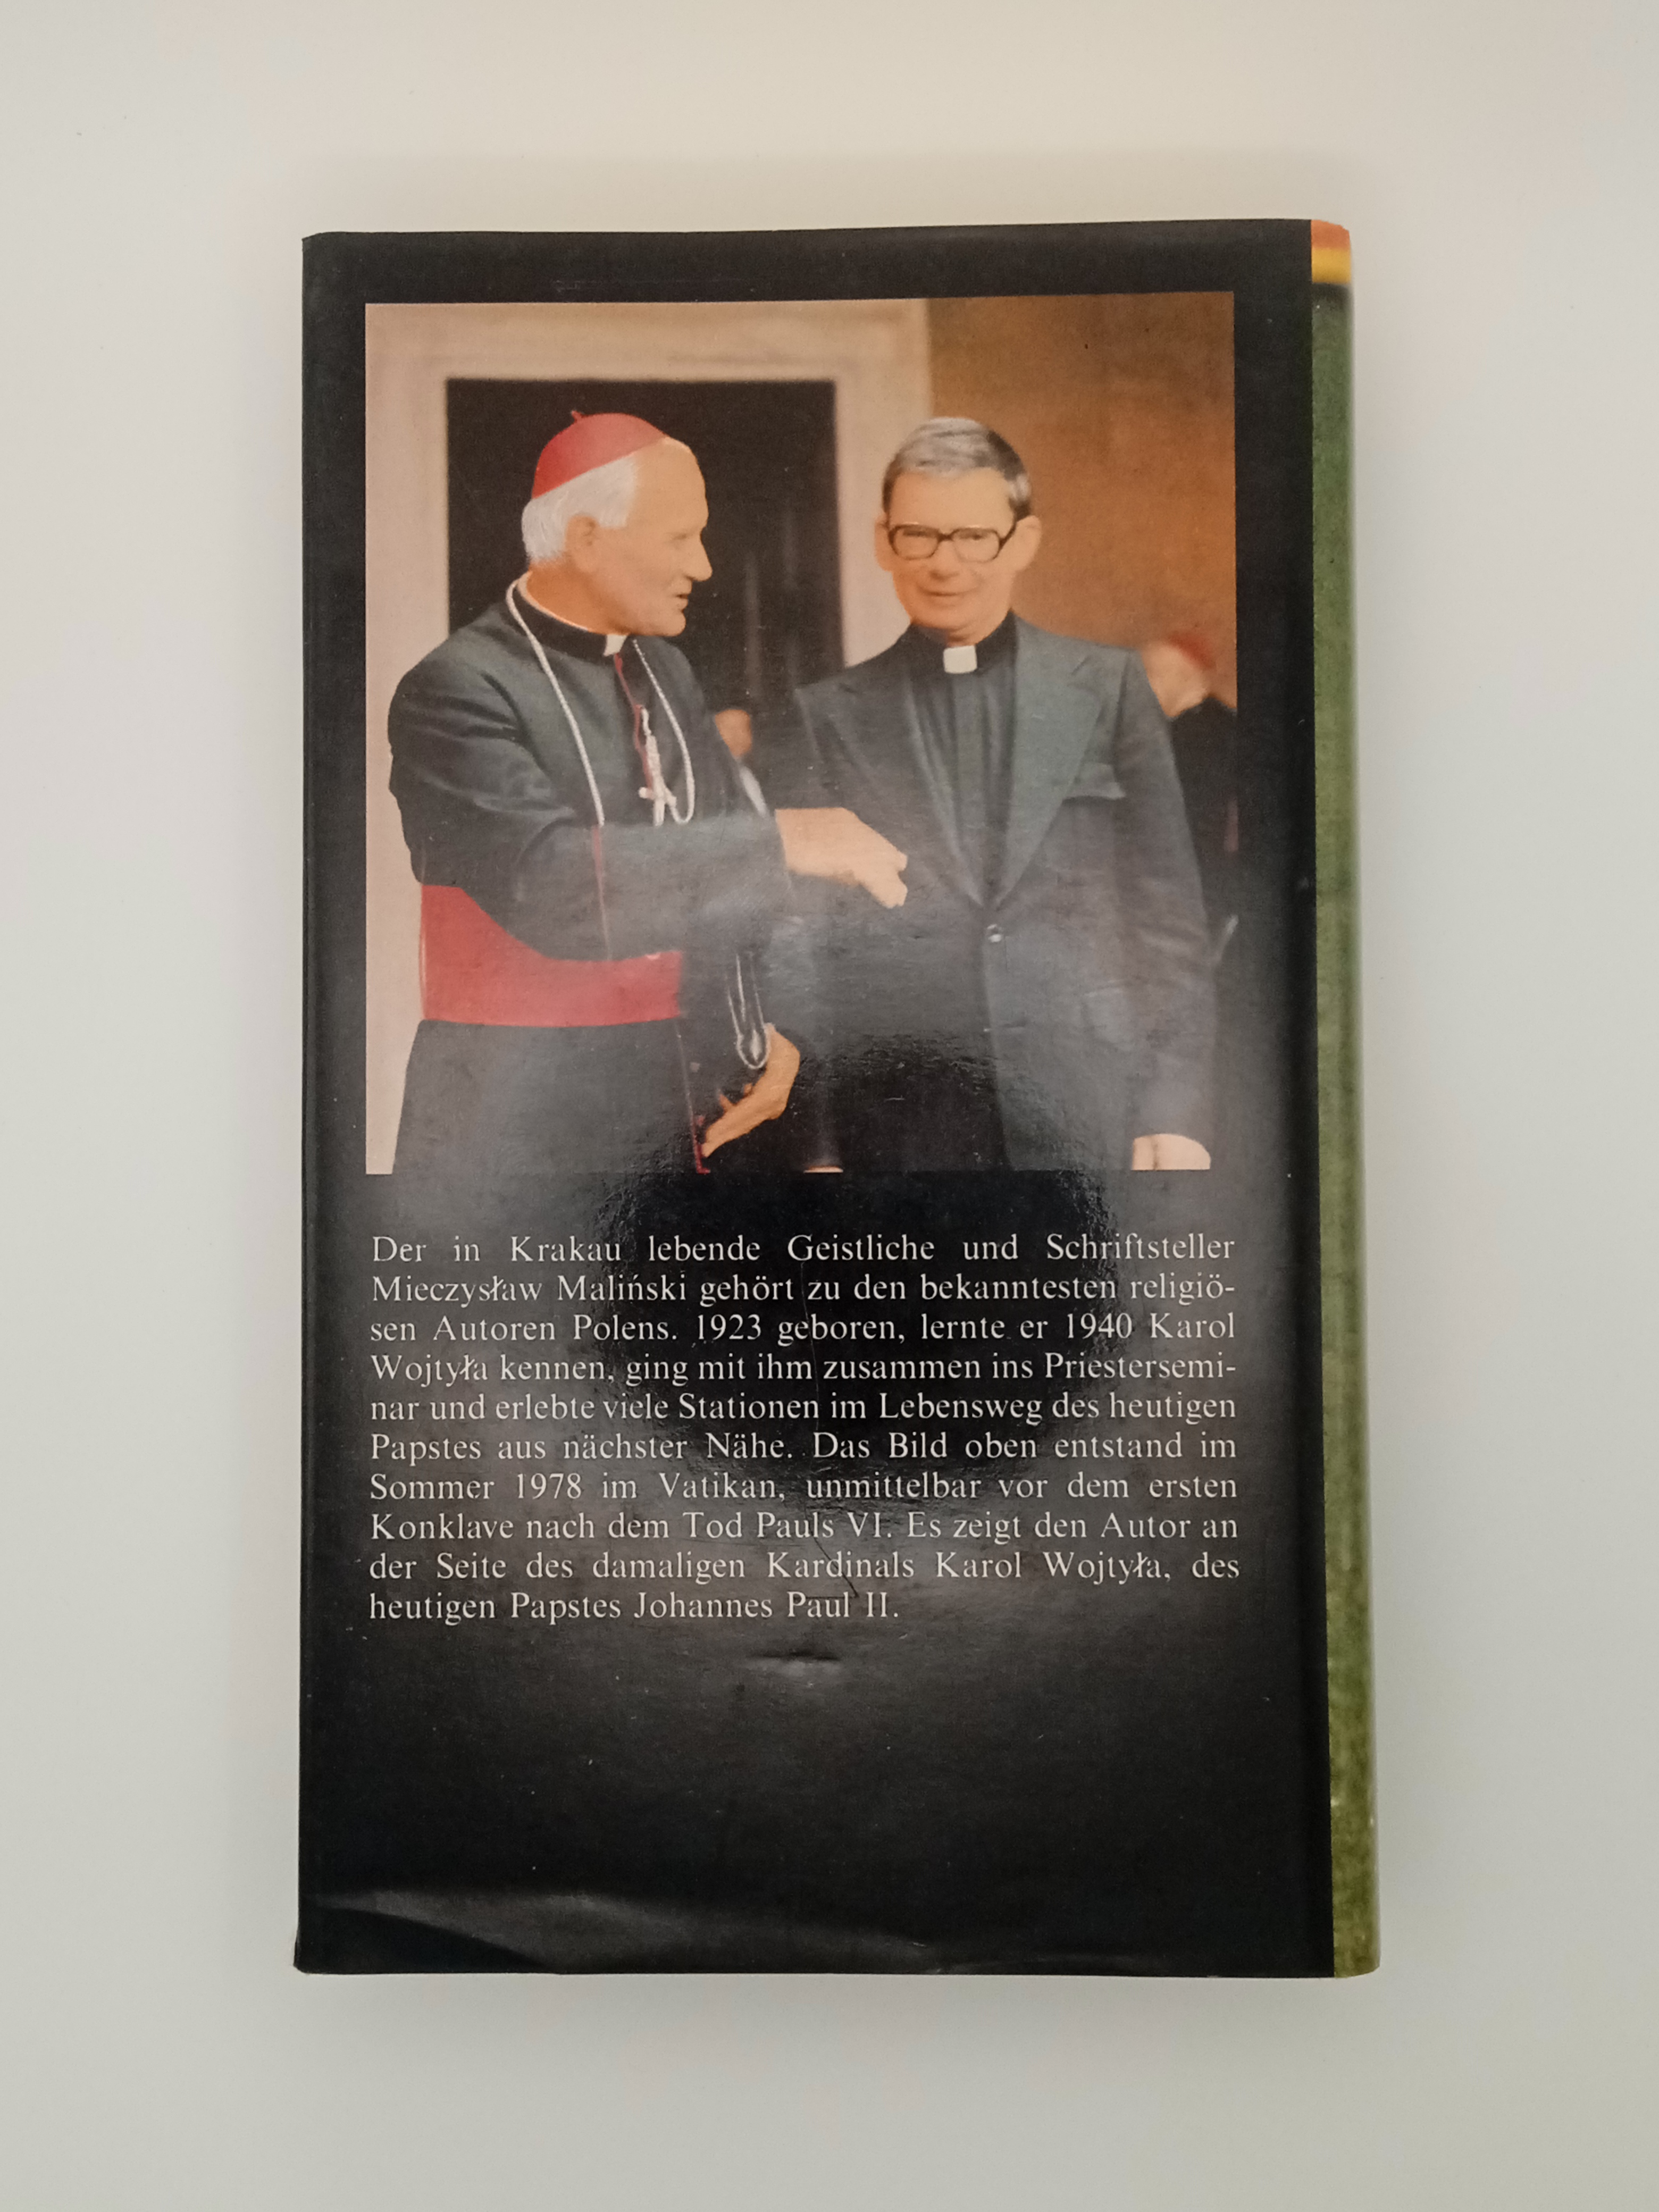 Der in Krakau lebende Geistliche und Schriftsteller
Mieczysław Maliński gehört zu den bekanntesten religiö-
sen Autoren Polens. 1923 geboren, lernte er 1940 Karol
Wojtyła kennen, ging mit ihm zusammen ins Priestersemi-
nar und erlebte viele Stationen im Lebensweg des heutigen
Papstes aus nächster Nähe. Das Bild oben entstand im
Sommer 1978 im Vatikan, unmittelbar vor dem ersten
Konklave nach dem Tod Pauls VI. Es zeigt den Autor an
der Seite des damaligen Kardinals Karol Wojtyła, des
heutigen Papstes Johannes Paul II.